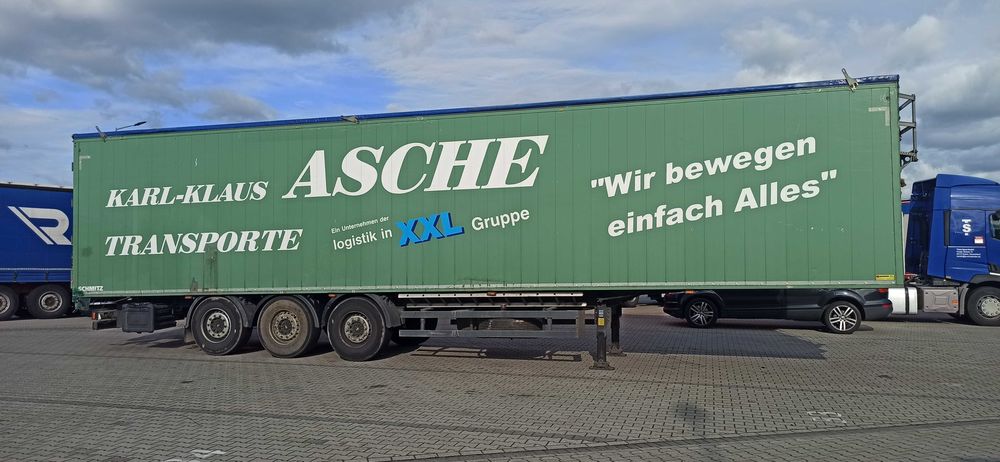 KARL-KLAUS ASCHE
TRANSPORTE
Ein Unternehmen der
logistik in XXL Gruppe
"Wir bewegen
einfach Alles"
SCHMITZ
S